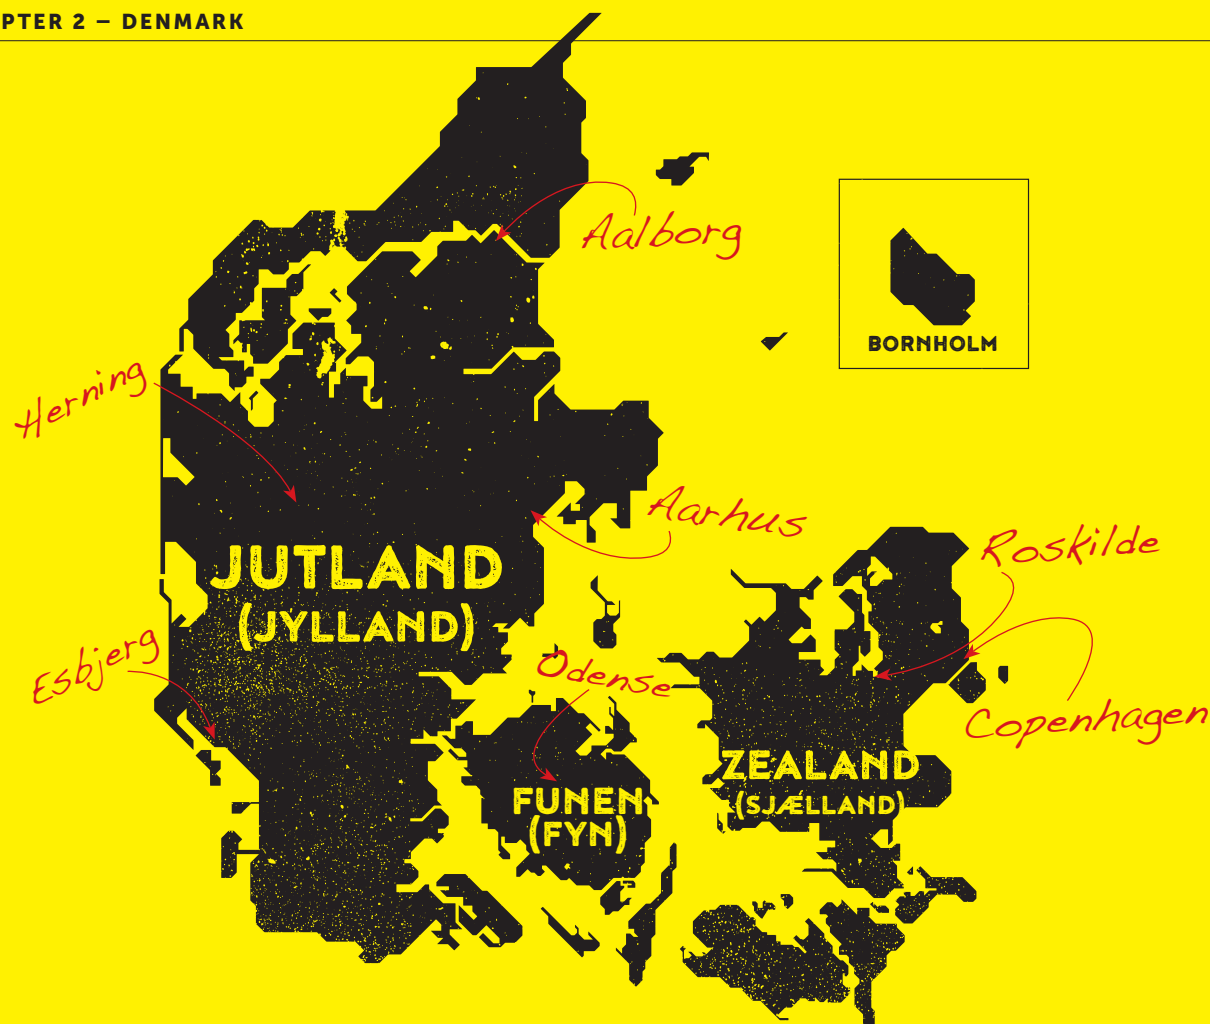 PTER 2 – DENMARK
Aalborg
BORNHOLM
Herning
Aarhus
Roskilde
JUTLAND
(JYLLAND)
Esbjerg
Odense
Copenhagen
ZEALAND
(SJÆLLAND)
FUNEN
(FYN)